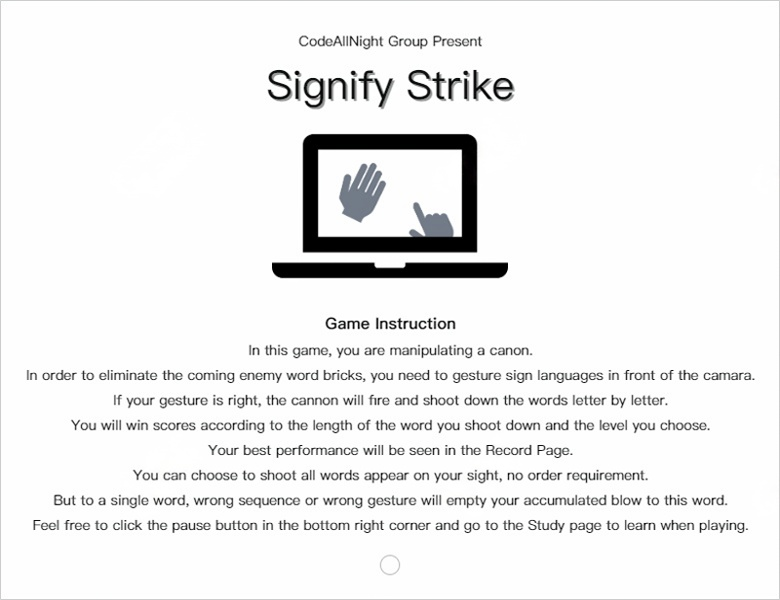 CodeAllNight Group Present
Signify Strike
Game Instruction
In this game, you are manipulating a canon.
In order to eliminate the coming enemy word bricks, you need to gesture sign languages in front of the camara.
If your gesture is right, the cannon will fire and shoot down the words letter by letter.
You will win scores according to the length of the word you shoot down and the level you choose.
Your best performance will be seen in the Record Page.
You can choose to shoot all words appear on your sight, no order requirement.
But to a single word, wrong sequence or wrong gesture will empty your accumulated blow to this word.
Feel free to click the pause button in the bottom right corner and go to the Study page to learn when playing.